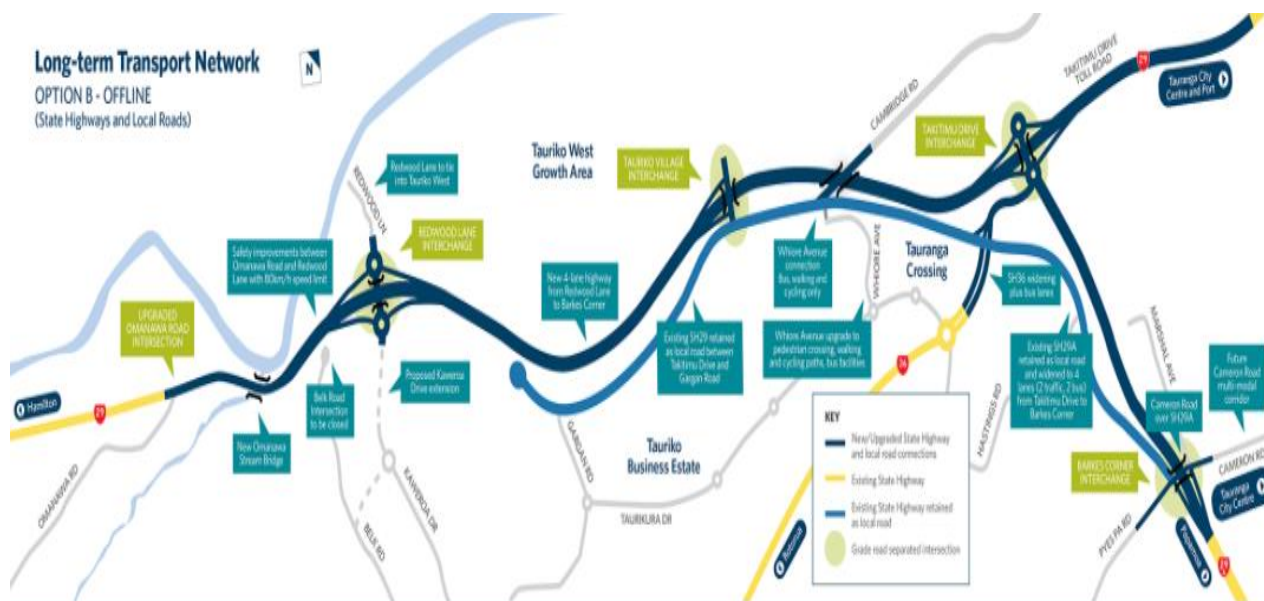 Long-term Transport Network
OPTION B - OFFLINE
(State Highways and Local Roads)
N
Redwood Lane to tie
into Tauriko West
REDWOOD LN
REDWOOD LANE
INTERCHANGE
Safety improvements between
Omanawa Road and Redwood
Lane with 80km/h speed limit
UPGRADED
OMANAWA ROAD
INTERSECTION
Hamilton
29
OMANAWA RD
New Omanawa
Stream Bridge
Belk Road
Intersection
to be closed
Proposed Kaweroa
Drive extension
KAWEROA DR
BELK RD
Tauriko West
Growth Area
New 4-lane highway
from Redwood Lane
to Barkes Corner
TAURIKO VILLAGE
INTERCHANGE
Existing SH29 retained
as local road between
Takitimu Drive and
Gargan Road
GARGAN RD
Tauriko
Business Estate
TAURIKURA DR
CAMBRIDGE RD
Whiore Avenue
connection
Bus, walking and
cycling only
WHIORE AVE
Whiore Avenue upgrade to
pedestrian crossing, walking
and cycling paths, bus facilities
Tauranga
Crossing
TAKITIMU DRIVE
INTERCHANGE
TAKITIMU DRIVE
TOLL ROAD
29
Tauranga City
Centre and Port
SH36 widening
plus bus lanes
36
Rotorua
HASTINGS RD
Existing SH29A
retained as local road
and widened to 4
lanes (2 traffic, 2 bus)
from Takitimu Drive to
Barkes Corner
MARSHALL AVE
Future
Cameron Road
multi-modal
corridor
Cameron Road
over SH29A
CAMERON RD
BARKES CORNER
INTERCHANGE
Tauranga
City Centre
PYES PA RD
Papamoa
KEY
New/Upgraded State Highway
and local road connections
Existing State Highway
Existing State Highway retained
as local road
Grade road separated intersection